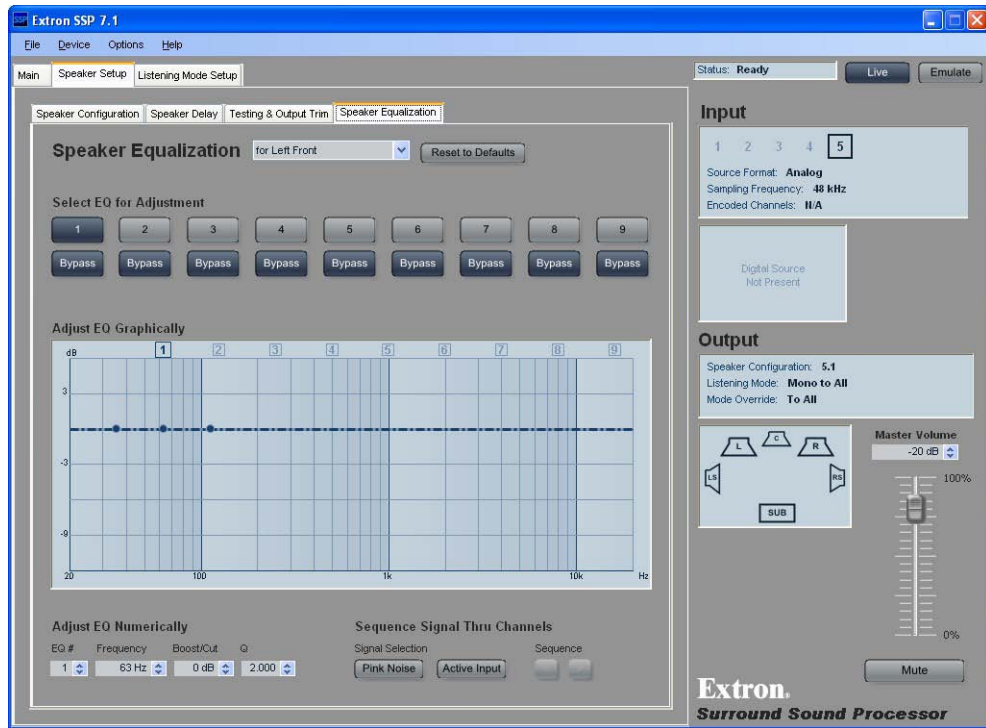 SSP Extron SSP 7.1
File Device Options Help
Main Speaker Setup Listening Mode Setup
Status: Ready Live Emulate
Speaker Configuration Speaker Delay Testing & Output Trim Speaker Equalization
Speaker Equalization for Left Front Reset to Defaults
Select EQ for Adjustment
1 2 3 4 5 6 7 8 9
Bypass Bypass Bypass Bypass Bypass Bypass Bypass Bypass Bypass
Adjust EQ Graphically
dB 1 2 3 4 5 6 7 8 9
3
-3
-9
20 100 1k 10k Hz
Adjust EQ Numerically
EQ # Frequency Boost/Cut Q
1 63 Hz 0 dB 2.000
Sequence Signal Thru Channels
Signal Selection Sequence
Pink Noise Active Input
Input
1 2 3 4 5
Source Format: Analog
Sampling Frequency: 48 kHz
Encoded Channels: N/A
Digital Source
Not Present
Output
Speaker Configuration: 5.1
Listening Mode: Mono to All
Mode Override: To All
L C R
LS RS
SUB
Master Volume
-20 dB
100%
0%
Mute
Extron.
Surround Sound Processor